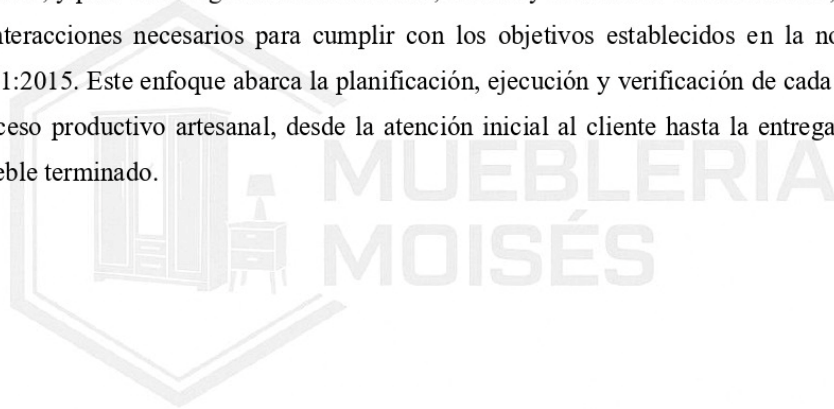 nteracciones necesarios para cumplir con los objetivos establecidos en la no
1:2015. Este enfoque abarca la planificación, ejecución y verificación de cada
ceso productivo artesanal, desde la atención inicial al cliente hasta la entrega
eble terminado.
MUEBLERIA
MOISÉS